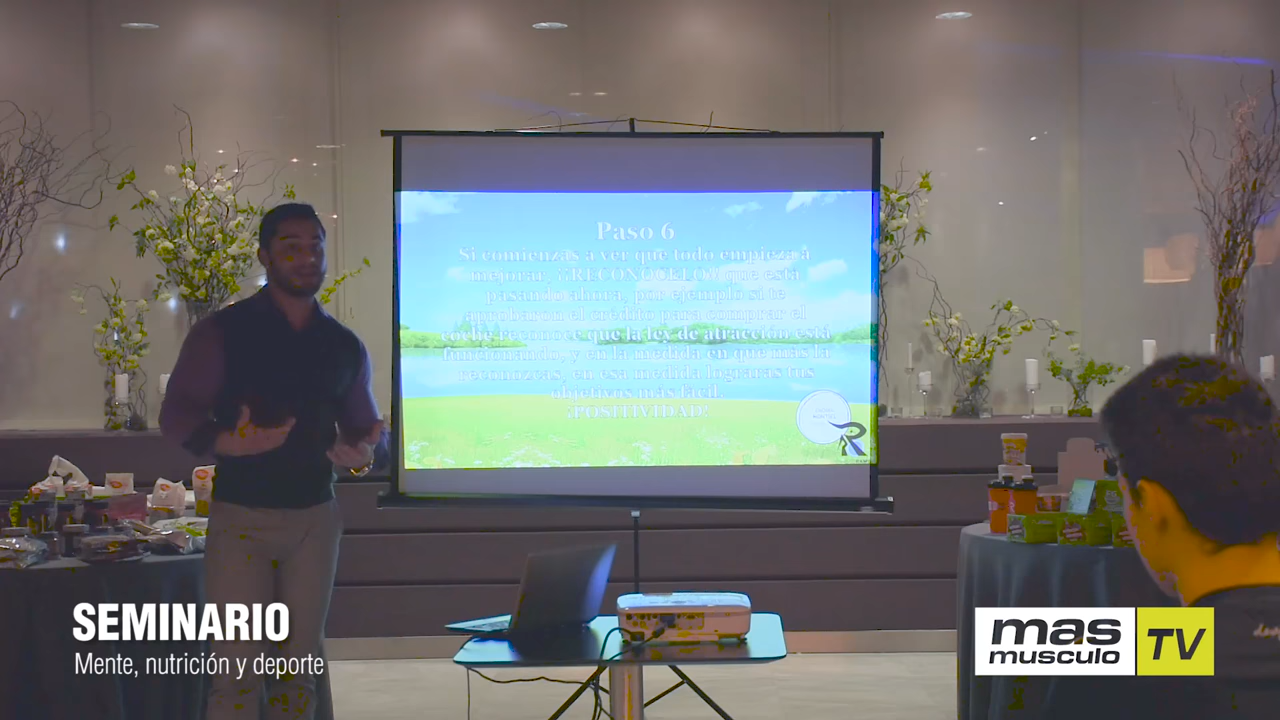 Paso 6
Si comienzas a ver que todo empieza a
mejorar, ¡¡RECONOCELO!! que está
pasando ahora, por ejemplo si te
aprobaron el crédito para comprar el
coche reconoce que la ley de atracción está
funcionando, y en la medida en que mas la
reconozcas, en esa medida lograras tus
objetivos más fácil.
¡POSITIVIDAD!
SEMINARIO
Mente, nutrición y deporte
mas
musculo
TV